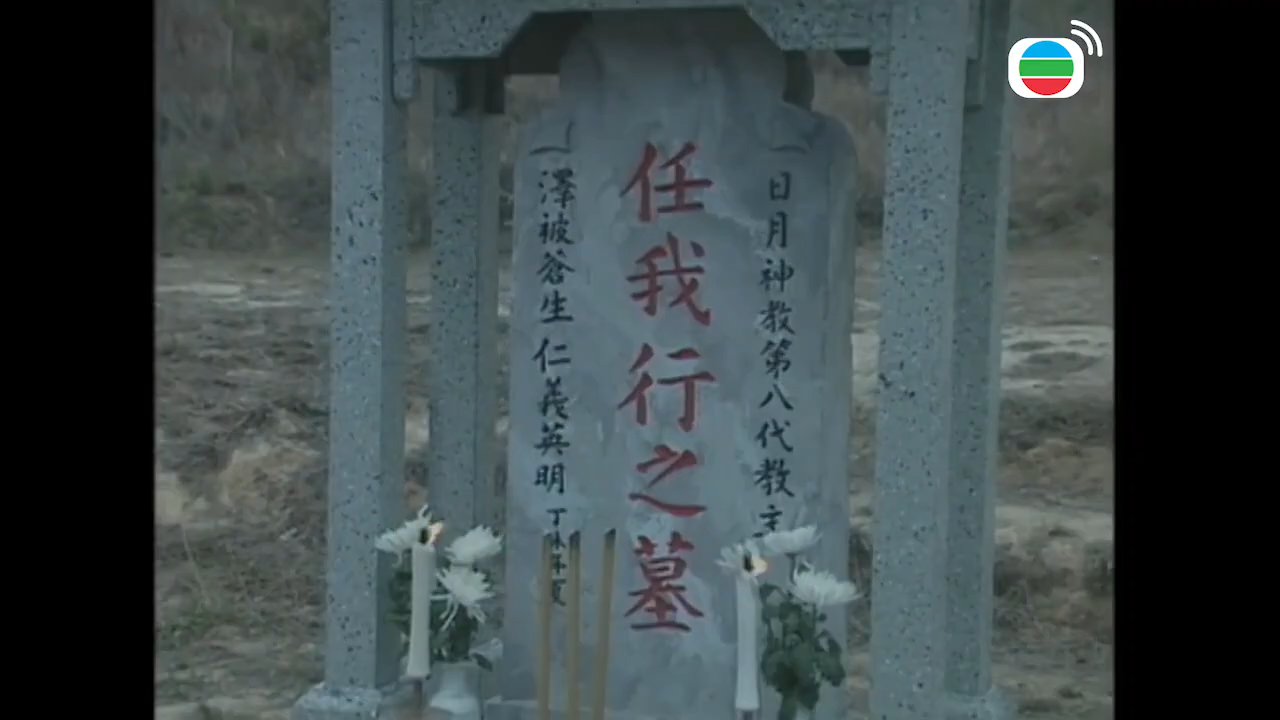 日月神教第八代教主
任我行之墓
澤被蒼生 仁義英明